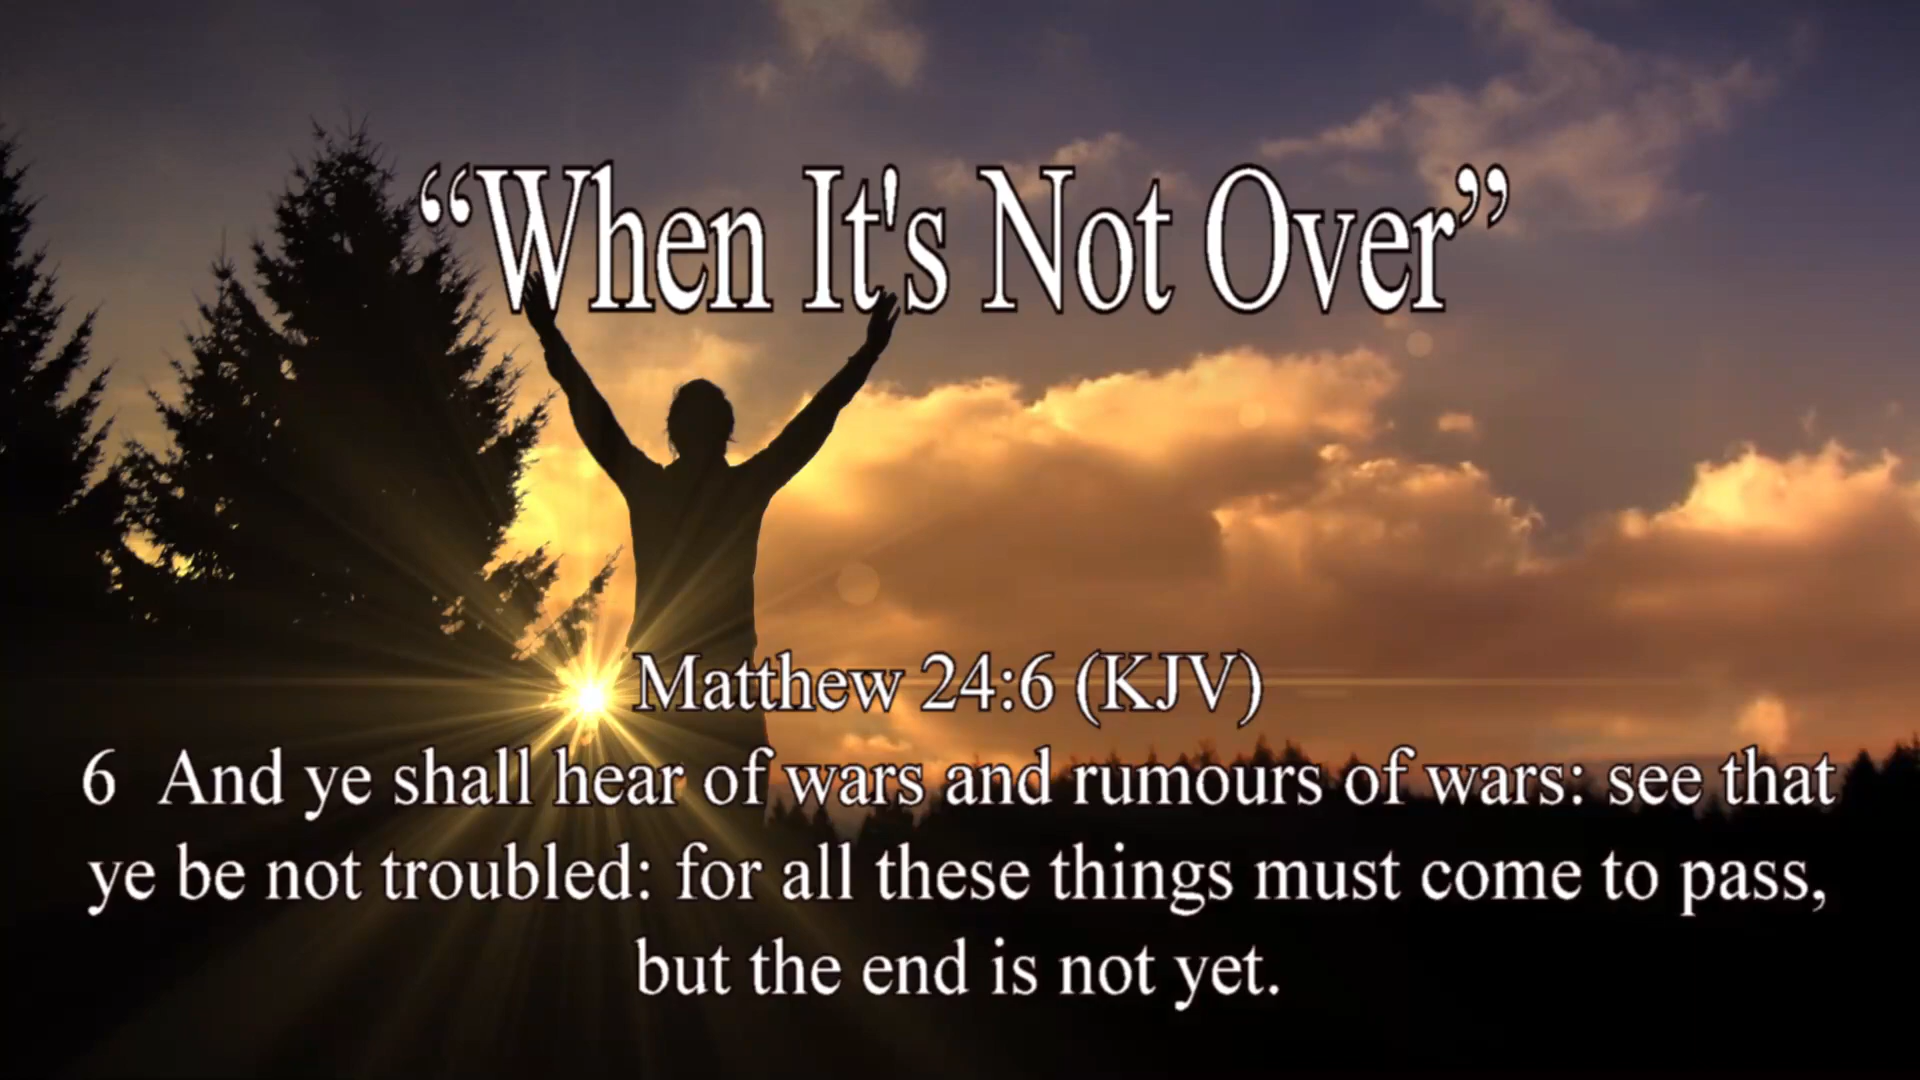 “When It's Not Over”
Matthew 24:6 (KJV)
6 And ye shall hear of wars and rumours of wars: see that
ye be not troubled: for all these things must come to pass,
but the end is not yet.